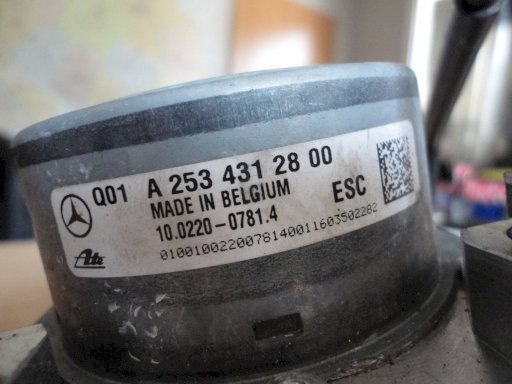 Q01 A 253 431 28 00
MADE IN BELGIUM
10.0220-0781.4 ESC
Ate
0100100220078140011603502282